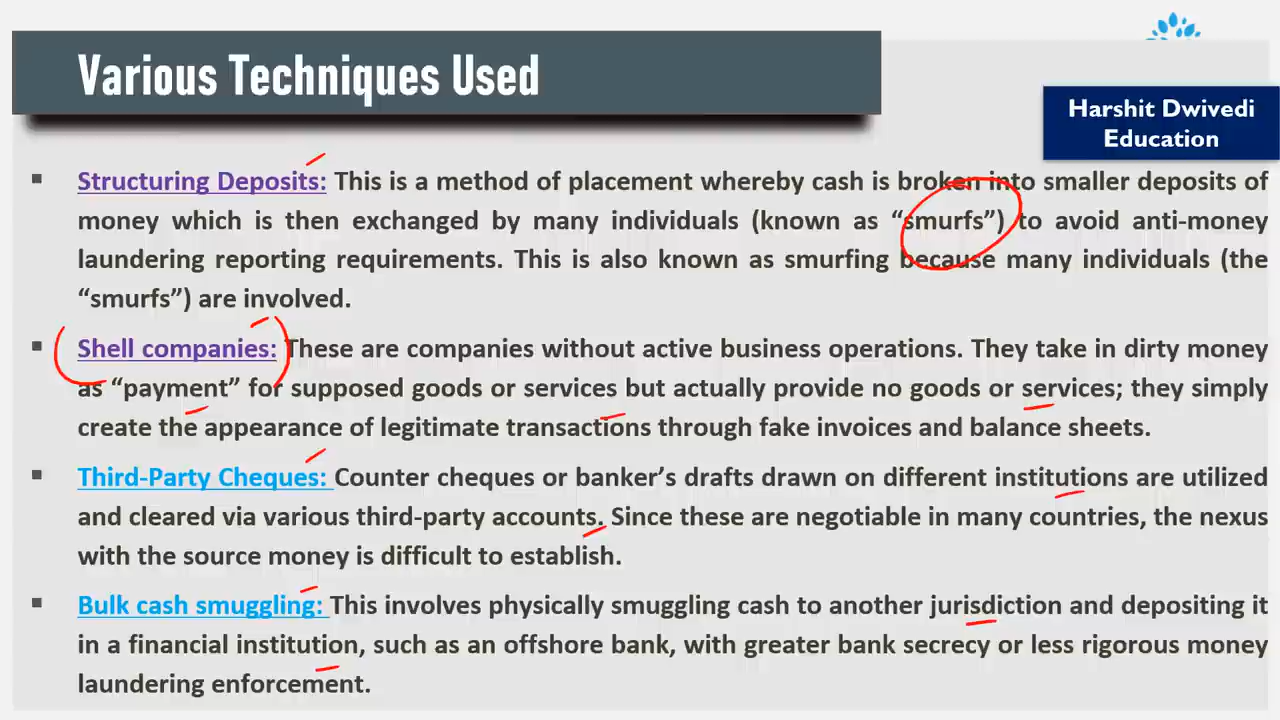 Various Techniques Used
Harshit Dwivedi
Education
▪ Structuring Deposits: This is a method of placement whereby cash is broken into smaller deposits of
money which is then exchanged by many individuals (known as “smurfs”) to avoid anti-money
laundering reporting requirements. This is also known as smurfing because many individuals (the
“smurfs”) are involved.
▪ Shell companies: These are companies without active business operations. They take in dirty money
as “payment” for supposed goods or services but actually provide no goods or services; they simply
create the appearance of legitimate transactions through fake invoices and balance sheets.
▪ Third-Party Cheques: Counter cheques or banker’s drafts drawn on different institutions are utilized
and cleared via various third-party accounts. Since these are negotiable in many countries, the nexus
with the source money is difficult to establish.
▪ Bulk cash smuggling: This involves physically smuggling cash to another jurisdiction and depositing it
in a financial institution, such as an offshore bank, with greater bank secrecy or less rigorous money
laundering enforcement.